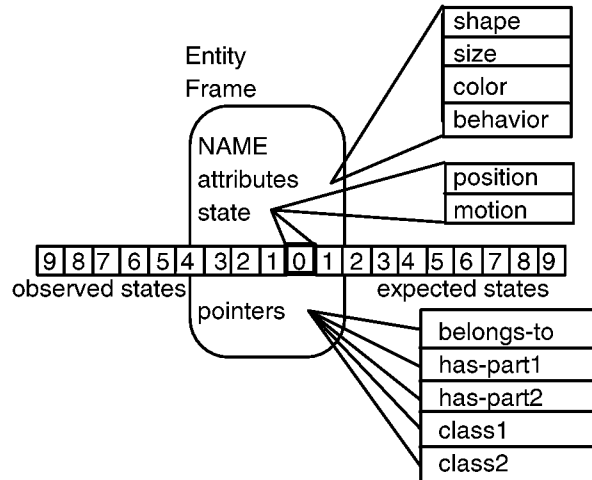 shape
size
color
behavior
Entity
Frame
NAME
attributes
state
position
motion
9 8 7 6 5 4 3 2 1 0 1 2 3 4 5 6 7 8 9
observed states
expected states
pointers
belongs-to
has-part1
has-part2
class1
class2